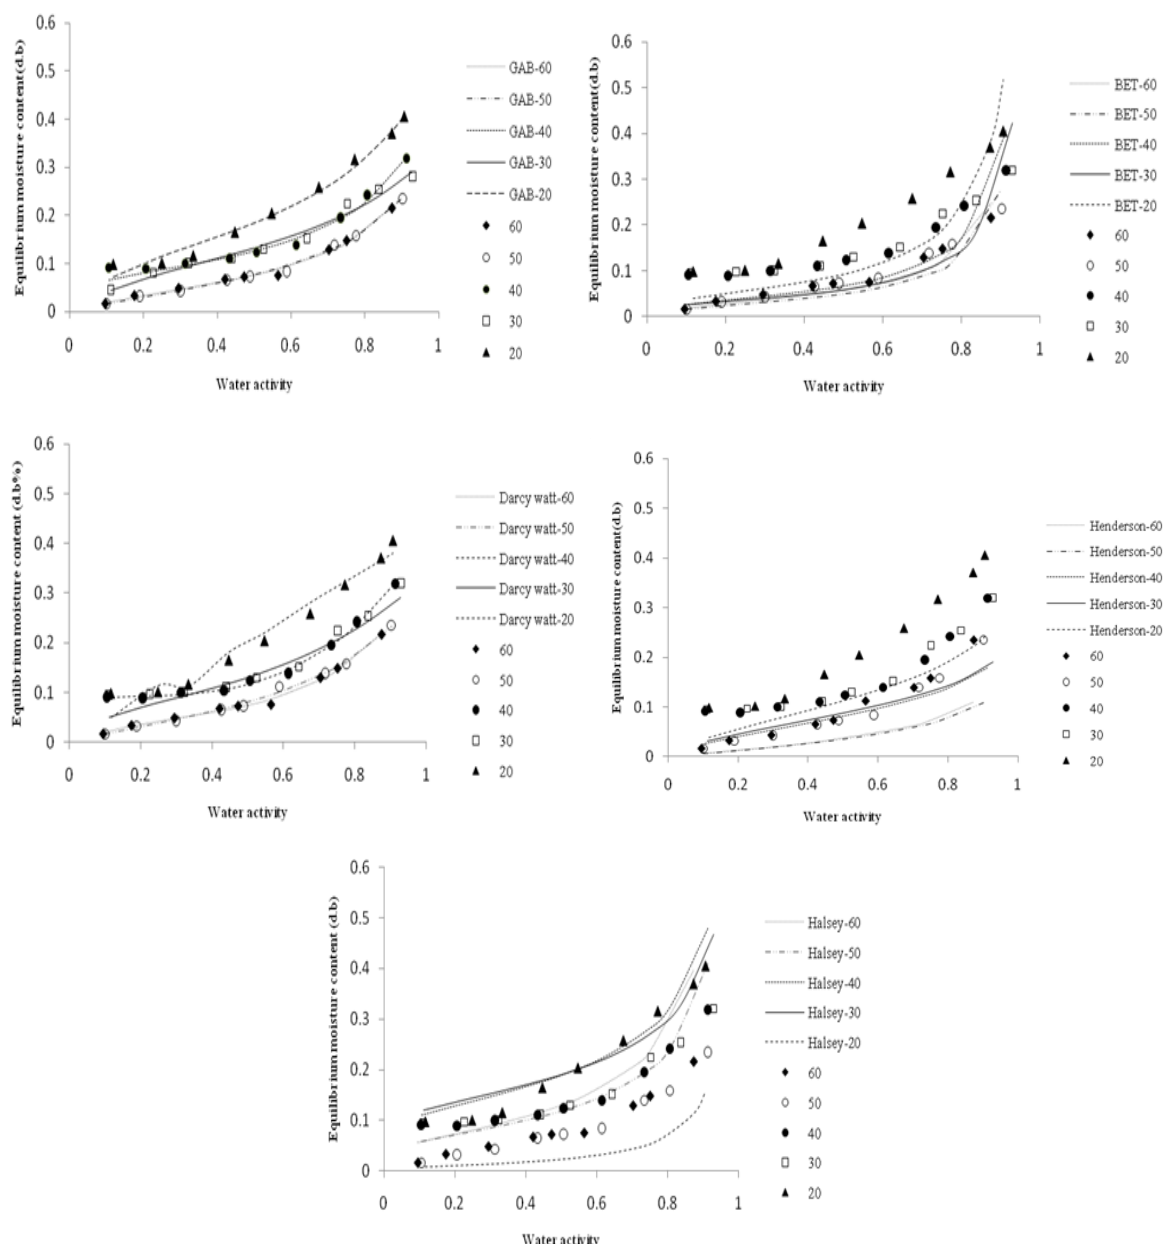 Equilibrium moisture content(d.b)
0.6
0.5
0.4
0.3
0.2
0.1
0
0
0.2
0.4
0.6
0.8
1
Water activity
GAB-60
GAB-50
GAB-40
GAB-30
GAB-20
60
50
40
30
20
Equilibrium moisture content(d.b)
0.6
0.5
0.4
0.3
0.2
0.1
0
0
0.2
0.4
0.6
0.8
1
Water activity
BET-60
BET-50
BET-40
BET-30
BET-20
60
50
40
30
20
Equilibrium moisture content (d.b%)
0.6
0.5
0.4
0.3
0.2
0.1
0
0
0.2
0.4
0.6
0.8
1
Water activity
Darcy watt-60
Darcy watt-50
Darcy watt-40
Darcy watt-30
Darcy watt-20
60
50
40
30
20
Equilibrium moisture content(d.b)
0.6
0.5
0.4
0.3
0.2
0.1
0
0
0.2
0.4
0.6
0.8
1
Water activity
Henderson-60
Henderson-50
Henderson-40
Henderson-30
Henderson-20
60
50
40
30
20
Equilibrium moisture content (d.b)
0.6
0.5
0.4
0.3
0.2
0.1
0
0
0.2
0.4
0.6
0.8
1
Water activity
Halsey-60
Halsey-50
Halsey-40
Halsey-30
Halsey-20
60
50
40
30
20